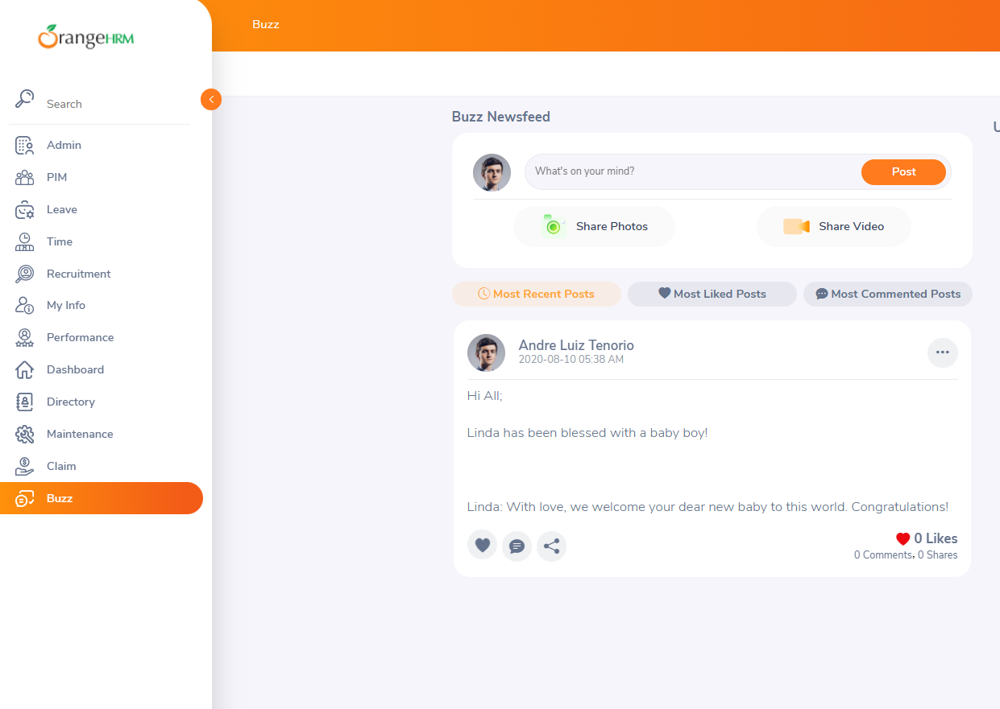 OrangeHRM
Buzz
Search
Admin
PIM
Leave
Time
Recruitment
My Info
Performance
Dashboard
Directory
Maintenance
Claim
Buzz
Buzz Newsfeed
What's on your mind?
Post
Share Photos
Share Video
Most Recent Posts
Most Liked Posts
Most Commented Posts
Andre Luiz Tenorio
2020-08-10 05:38 AM
Hi All;
Linda has been blessed with a baby boy!
Linda: With love, we welcome your dear new baby to this world. Congratulations!
0 Likes
0 Comments, 0 Shares